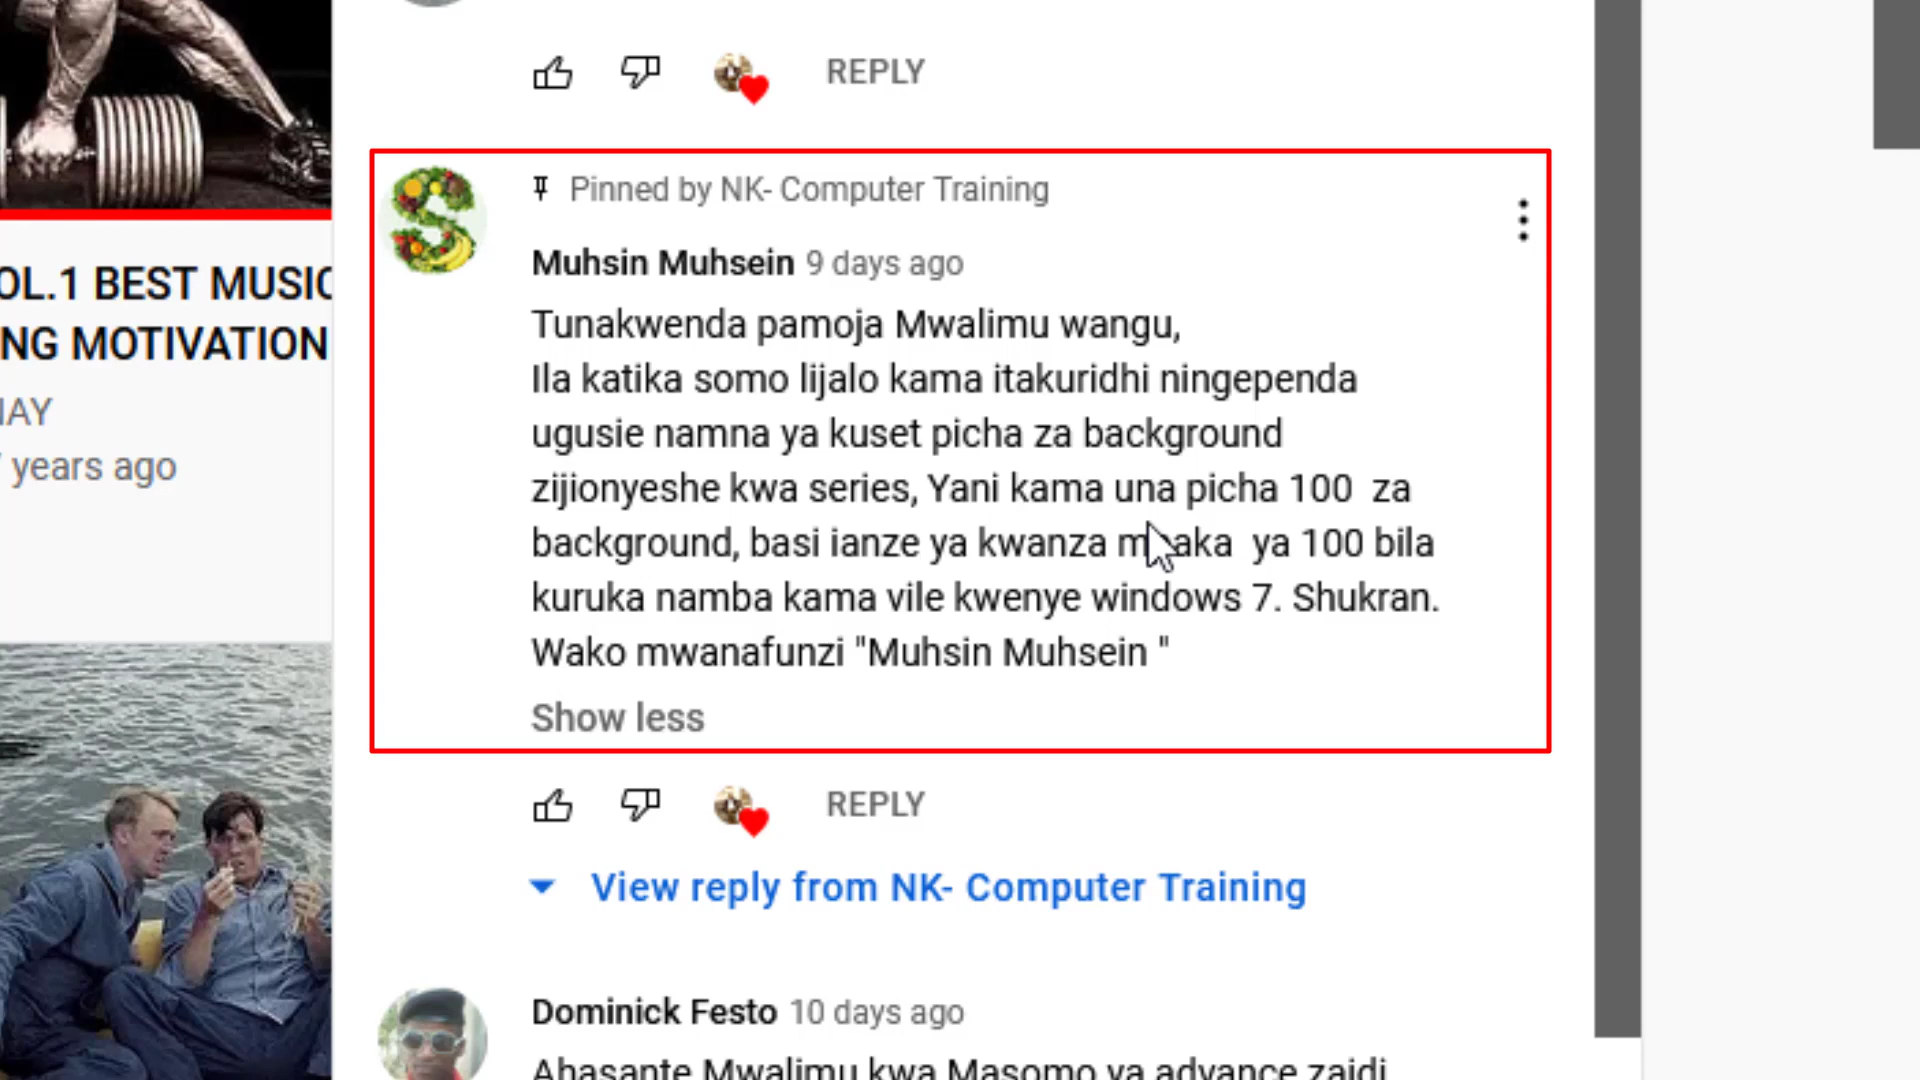 REPLY
Pinned by NK- Computer Training
Muhsin Muhsein 9 days ago
Tunakwenda pamoja Mwalimu wangu,
Ila katika somo lijalo kama itakuridhi ningependa
ugusie namna ya kuset picha za background
zijionyeshe kwa series, Yani kama una picha 100 za
background, basi ianze ya kwanza ya 100 bila
kuruka namba kama vile kwenye windows 7. Shukran.
Wako mwanafunzi "Muhsin Muhsein "
Show less
REPLY
View reply from NK- Computer Training
Dominick Festo 10 days ago
Ahasante Mwalimu kwa Masomo ya advance zaidi
OL.1 BEST MUSIC
NG MOTIVATION
years ago